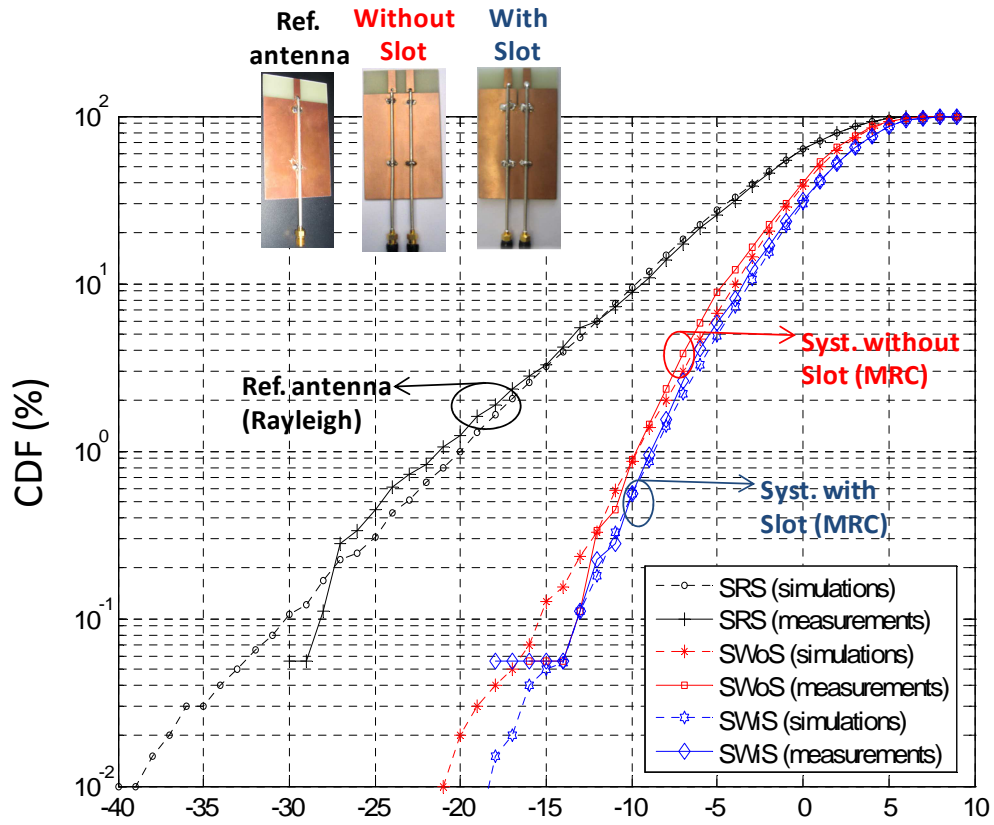 Ref. antenna
Without Slot
With Slot
10^2
10^1
10^0
10^-1
10^-2
CDF (%)
Ref. antenna
(Rayleigh)
Syst. without
Slot (MRC)
Syst. with
Slot (MRC)
SRS (simulations)
SRS (measurements)
SWoS (simulations)
SWoS (measurements)
SWiS (simulations)
SWiS (measurements)
-40 -35 -30 -25 -20 -15 -10 -5 0 5 10